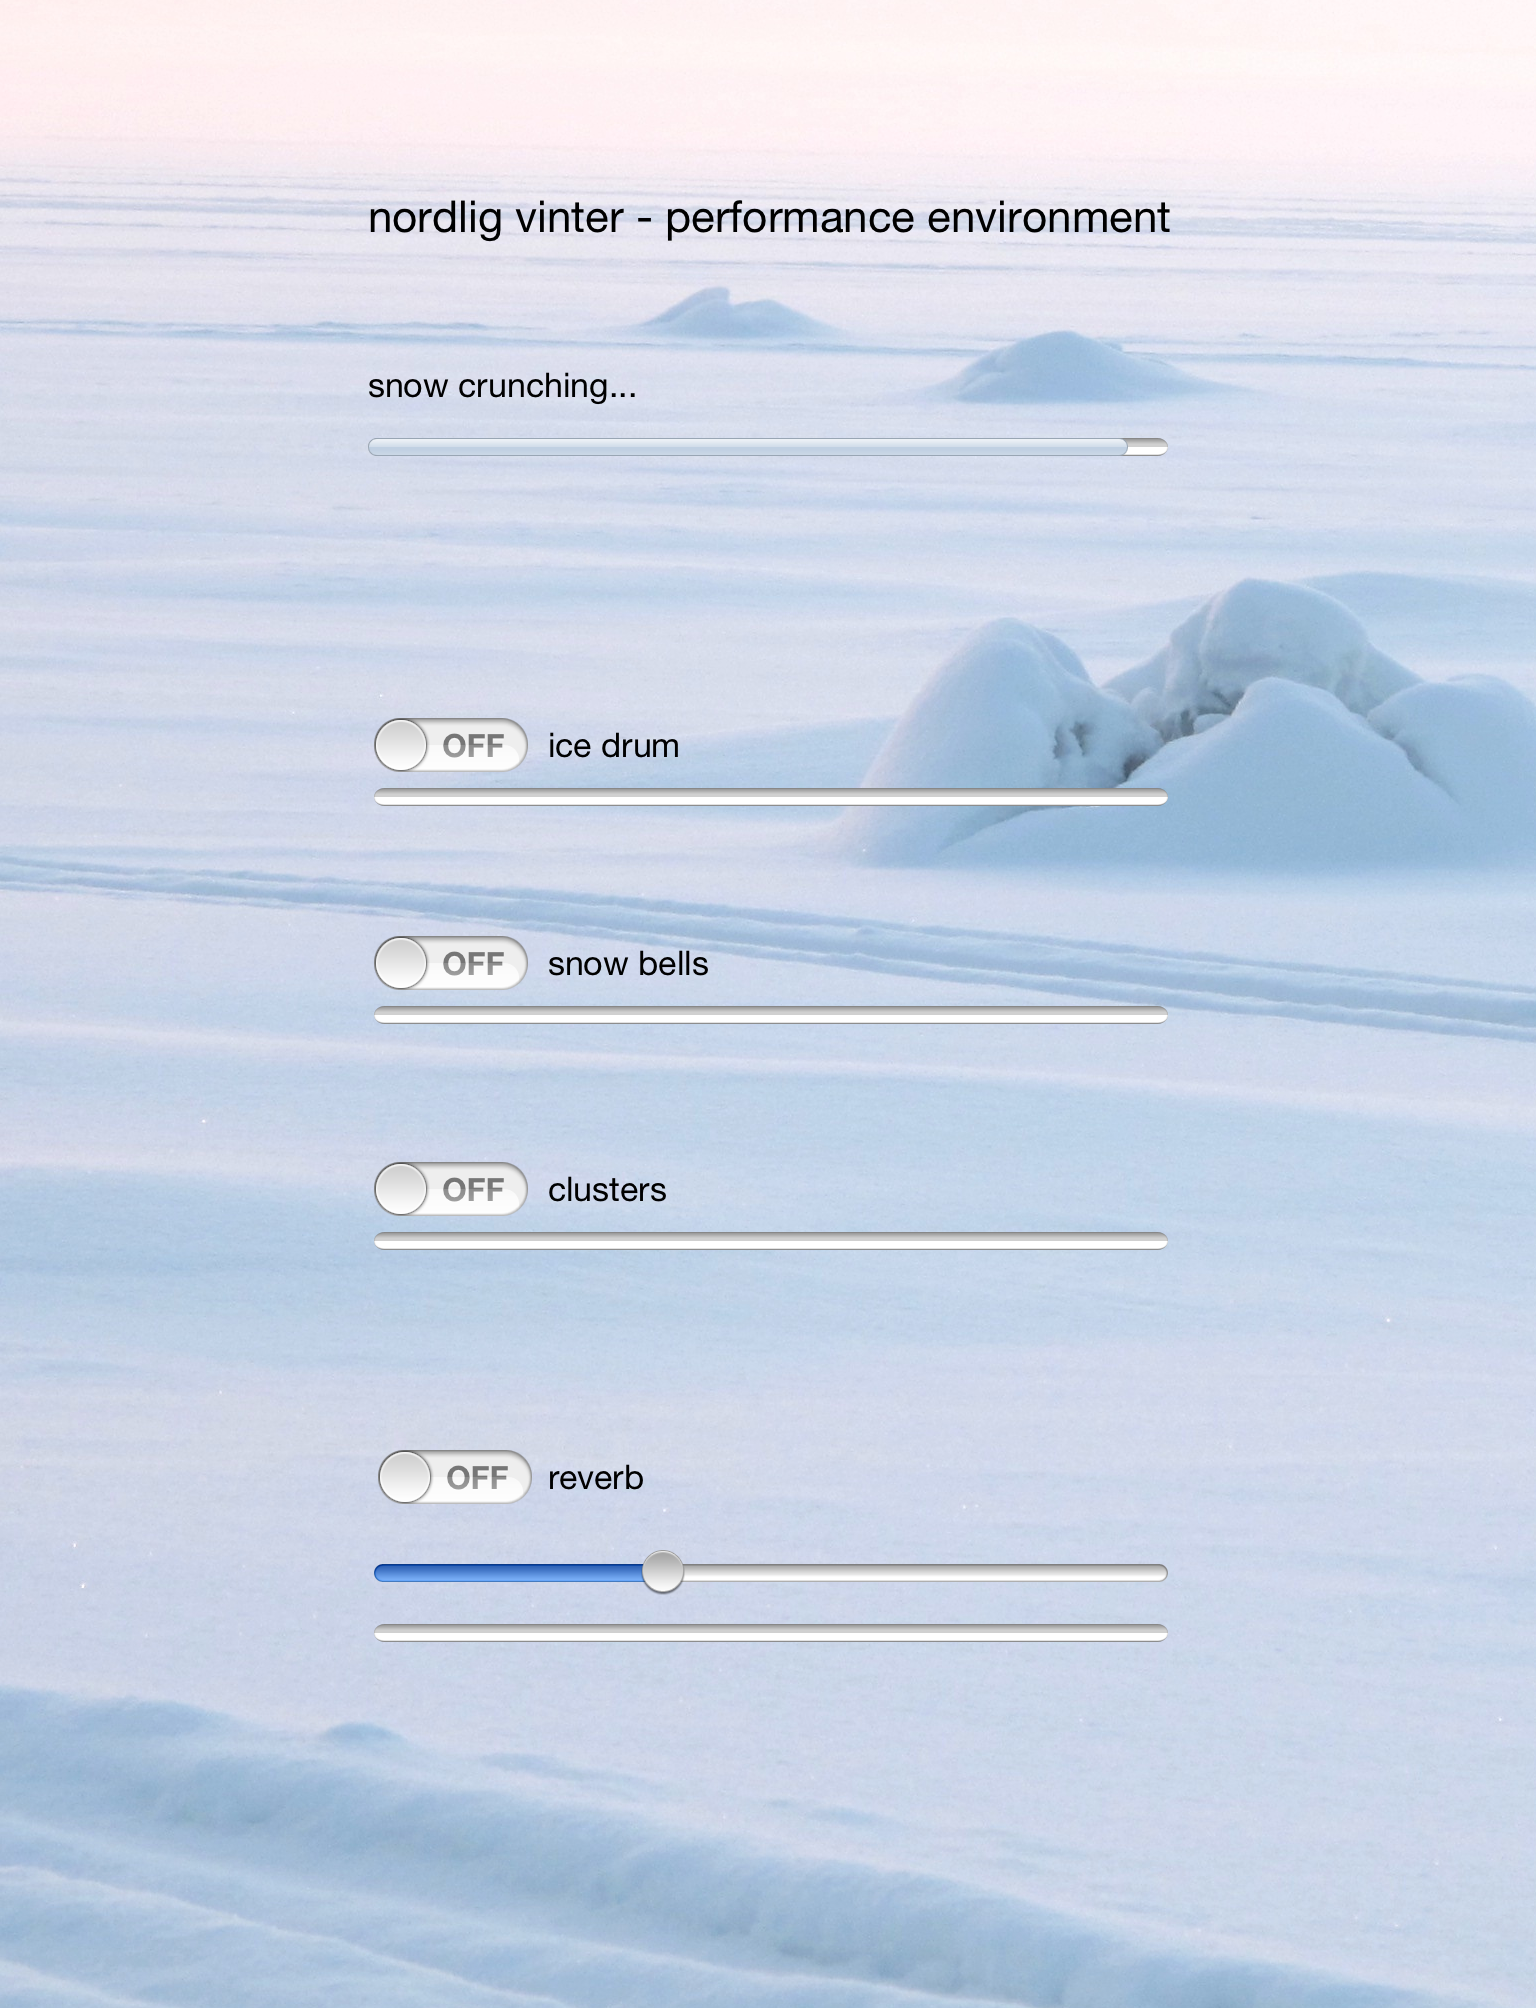 nordlig vinter - performance environment
snow crunching...
OFF ice drum
OFF snow bells
OFF clusters
OFF reverb